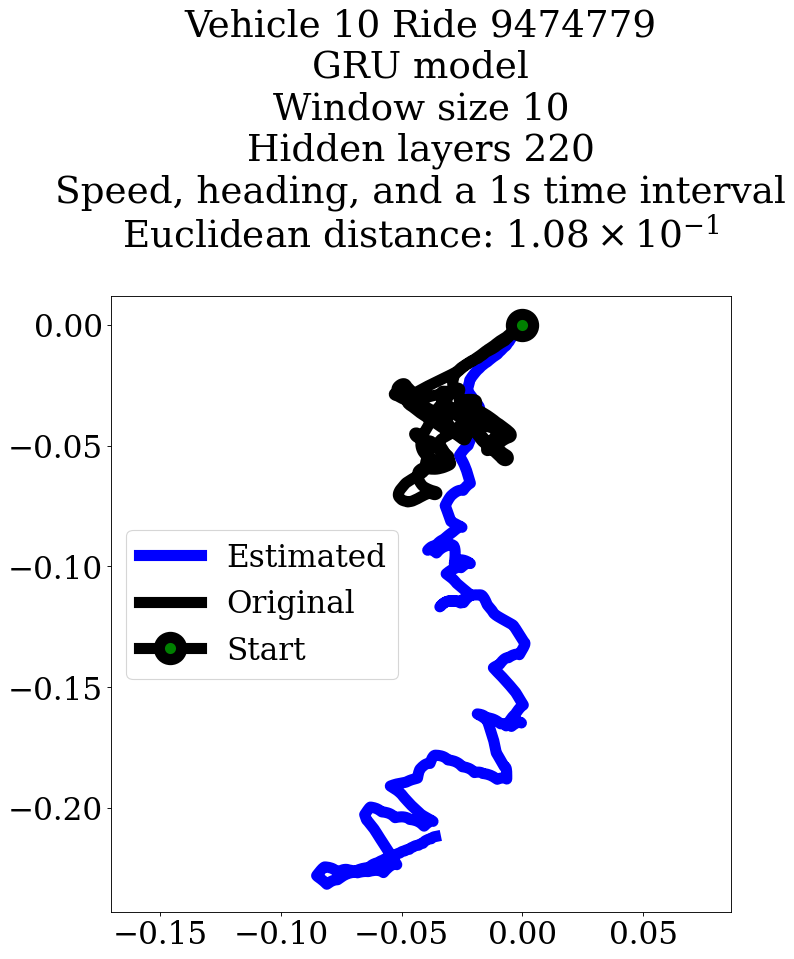 Vehicle 10 Ride 9474779
GRU model
Window size 10
Hidden layers 220
Speed, heading, and a 1s time interval
Euclidean distance: 1.08 × 10⁻¹
0.00
−0.05
−0.10
−0.15
−0.20
Estimated
Original
Start
−0.15 −0.10 −0.05 0.00 0.05